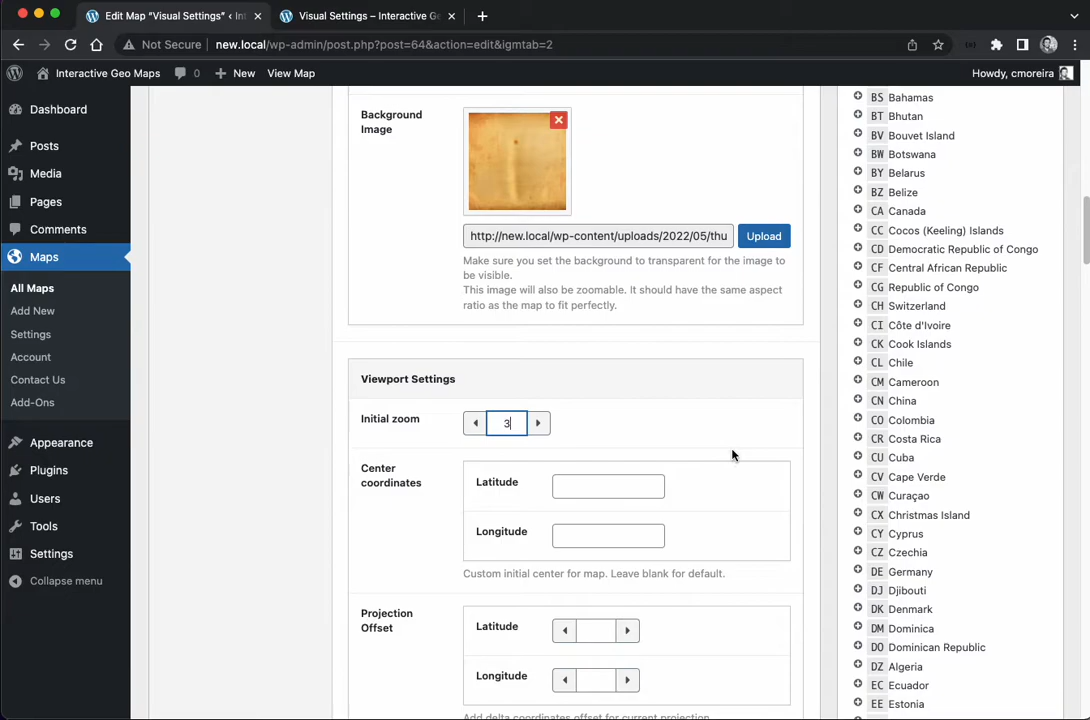 Edit Map "Visual Settings" ‹ Int
Visual Settings – Interactive Ge
Not Secure
new.local/wp-admin/post.php?post=64&action=edit&igmtab=2
Interactive Geo Maps
0
New
View Map
Howdy, cmoreira
Dashboard
Posts
Media
Pages
Comments
Maps
All Maps
Add New
Settings
Account
Contact Us
Add-Ons
Appearance
Plugins
Users
Tools
Settings
Collapse menu
Background
Image
http://new.local/wp-content/uploads/2022/05/thu
Upload
Make sure you set the background to transparent for the image to
be visible.
This image will also be zoomable. It should have the same aspect
ratio as the map to fit perfectly.
Viewport Settings
Initial zoom
3
Center
coordinates
Latitude
Longitude
Custom initial center for map. Leave blank for default.
Projection
Offset
Latitude
Longitude
Add delta coordinates offset for current projection.
BS Bahamas
BT Bhutan
BV Bouvet Island
BW Botswana
BY Belarus
BZ Belize
CA Canada
CC Cocos (Keeling) Islands
CD Democratic Republic of Congo
CF Central African Republic
CG Republic of Congo
CH Switzerland
CI Côte d'Ivoire
CK Cook Islands
CL Chile
CM Cameroon
CN China
CO Colombia
CR Costa Rica
CU Cuba
CV Cape Verde
CW Curaçao
CX Christmas Island
CY Cyprus
CZ Czechia
DE Germany
DJ Djibouti
DK Denmark
DM Dominica
DO Dominican Republic
DZ Algeria
EC Ecuador
EE Estonia